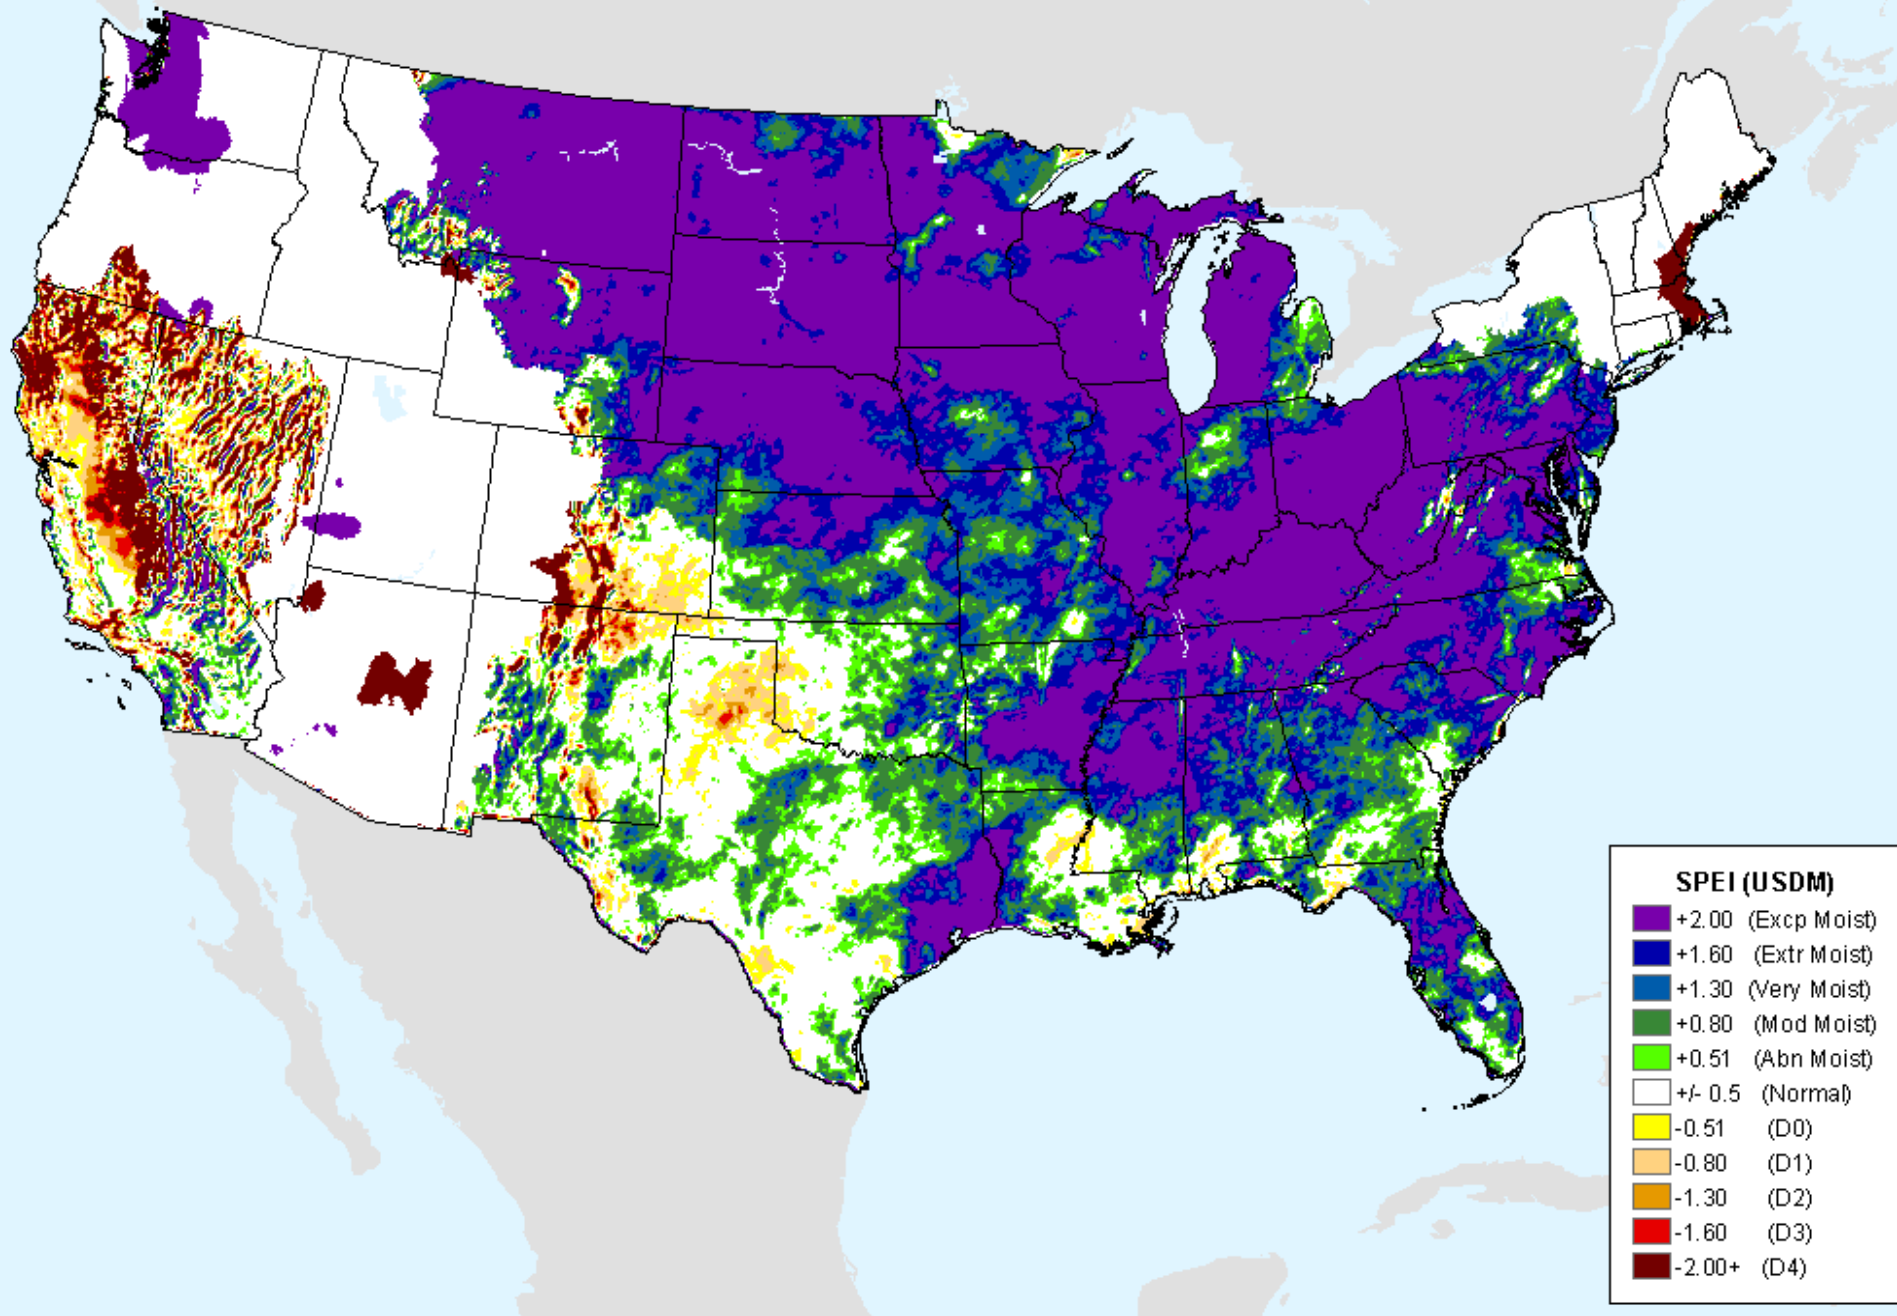 SPEI (USDM)
+2.00 (Excp Moist)
+1.60 (Extr Moist)
+1.30 (Very Moist)
+0.80 (Mod Moist)
+0.51 (Abn Moist)
+/- 0.5 (Normal)
-0.51 (D0)
-0.80 (D1)
-1.30 (D2)
-1.60 (D3)
-2.00+ (D4)